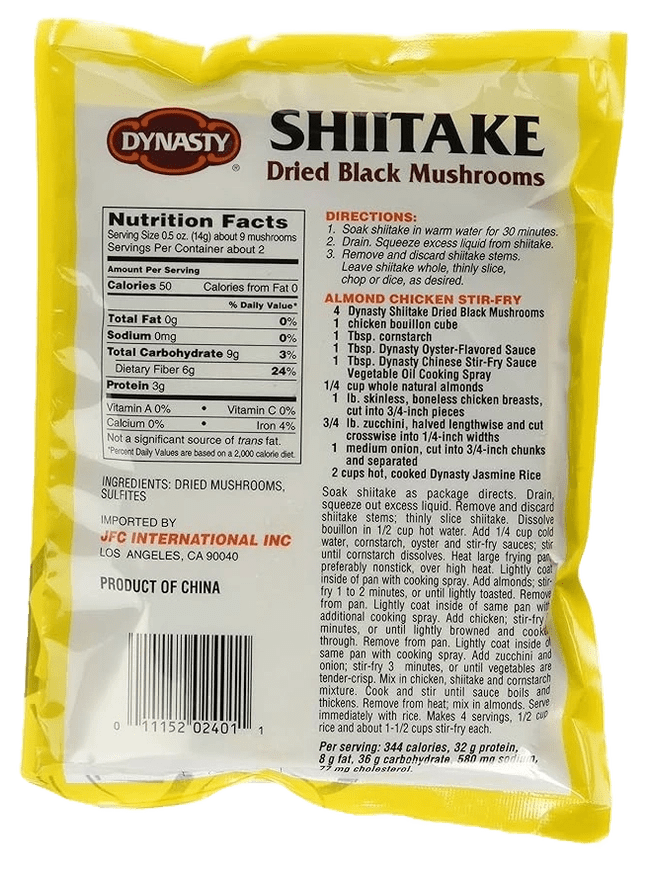 DYNASTY
®
SHIITAKE
Dried Black Mushrooms
Nutrition Facts
Serving Size 0.5 oz. (14g) about 9 mushrooms
Servings Per Container about 2
Amount Per Serving
Calories 50 Calories from Fat 0
% Daily Value*
Total Fat 0g 0%
Sodium 0mg 0%
Total Carbohydrate 9g 3%
Dietary Fiber 6g 24%
Protein 3g
Vitamin A 0% • Vitamin C 0%
Calcium 0% • Iron 4%
Not a significant source of trans fat.
*Percent Daily Values are based on a 2,000 calorie diet.
INGREDIENTS: DRIED MUSHROOMS,
SULFITES
IMPORTED BY
JFC INTERNATIONAL INC
LOS ANGELES, CA 90040
PRODUCT OF CHINA
0 11152 02401 1
DIRECTIONS:
1. Soak shiitake in warm water for 30 minutes.
2. Drain. Squeeze excess liquid from shiitake.
3. Remove and discard shiitake stems.
Leave shiitake whole, thinly slice,
chop or dice, as desired.
ALMOND CHICKEN STIR-FRY
4 Dynasty Shiitake Dried Black Mushrooms
1 chicken bouillon cube
1 Tbsp. cornstarch
1 Tbsp. Dynasty Oyster-Flavored Sauce
1 Tbsp. Dynasty Chinese Stir-Fry Sauce
Vegetable Oil Cooking Spray
1/4 cup whole natural almonds
1 lb. skinless, boneless chicken breasts,
cut into 3/4-inch pieces
3/4 lb. zucchini, halved lengthwise and cut
crosswise into 1/4-inch widths
1 medium onion, cut into 3/4-inch chunks
and separated
2 cups hot, cooked Dynasty Jasmine Rice
Soak shiitake as package directs. Drain,
squeeze out excess liquid. Remove and discard
shiitake stems; thinly slice shiitake. Dissolve
bouillon in 1/2 cup hot water. Add 1/4 cup cold
water, cornstarch, oyster and stir-fry sauces; stir
until cornstarch dissolves. Heat large frying pan,
preferably nonstick, over high heat. Lightly coat
inside of pan with cooking spray. Add almonds; stir-
fry 1 to 2 minutes, or until lightly toasted. Remove
from pan. Lightly coat inside of same pan with
additional cooking spray. Add chicken; stir-fry
minutes, or until lightly browned and cooked
through. Remove from pan. Lightly coat inside of
same pan with cooking spray. Add zucchini and
onion; stir-fry 3 minutes, or until vegetables are
tender-crisp. Mix in chicken, shiitake and cornstarch
mixture. Cook and stir until sauce boils and
thickens. Remove from heat; mix in almonds. Serve
immediately with rice. Makes 4 servings, 1/2 cup
rice and about 1-1/2 cups stir-fry each.
Per serving: 344 calories, 32 g protein,
8 g fat, 36 g carbohydrate, 580 mg sodium,
77 mg cholesterol.